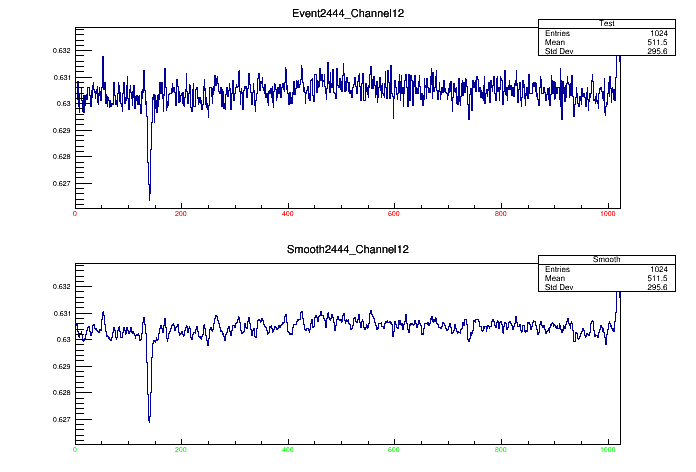 Event2444_Channel12
Test
Entries 1024
Mean 511.5
Std Dev 295.6
0.632
0.631
0.63
0.629
0.628
0.627
0 200 400 600 800 1000
Smooth2444_Channel12
Smooth
Entries 1024
Mean 511.5
Std Dev 295.6
0.632
0.631
0.63
0.629
0.628
0.627
0 200 400 600 800 1000